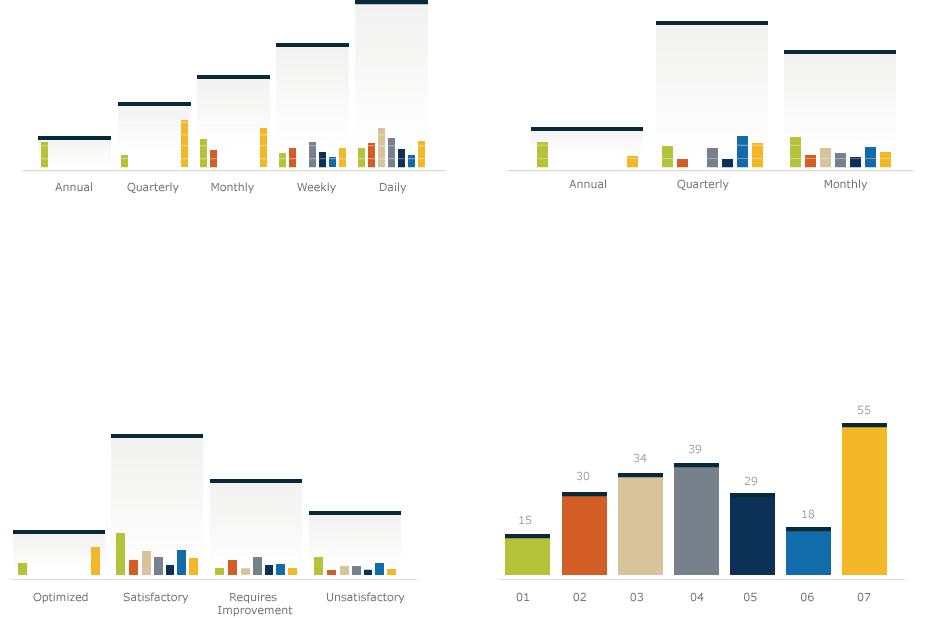 Annual Quarterly Monthly Weekly Daily
Annual Quarterly Monthly
55
39
34
30
29
18
15
Optimized Satisfactory Requires Improvement Unsatisfactory
01 02 03 04 05 06 07